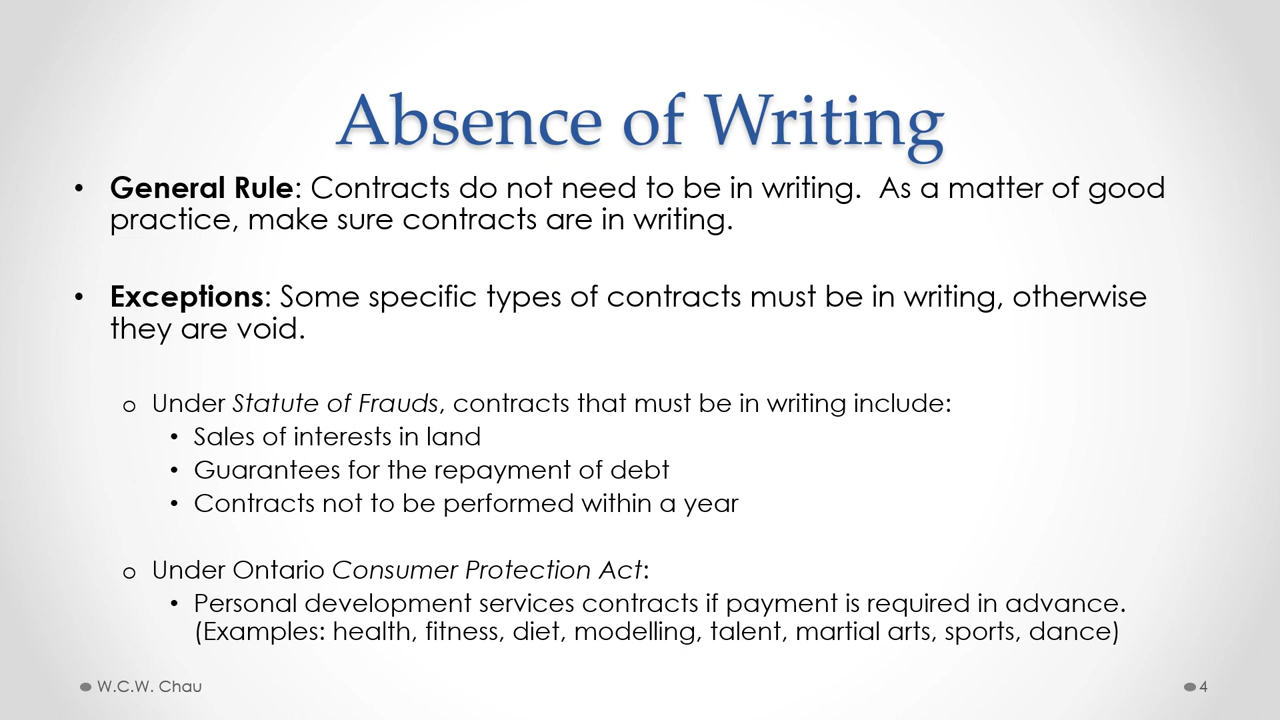 Absence of Writing
• General Rule: Contracts do not need to be in writing.  As a matter of good
practice, make sure contracts are in writing.
• Exceptions: Some specific types of contracts must be in writing, otherwise
they are void.
o Under Statute of Frauds, contracts that must be in writing include:
• Sales of interests in land
• Guarantees for the repayment of debt
• Contracts not to be performed within a year
o Under Ontario Consumer Protection Act:
• Personal development services contracts if payment is required in advance.
(Examples: health, fitness, diet, modelling, talent, martial arts, sports, dance)
W.C.W. Chau
4